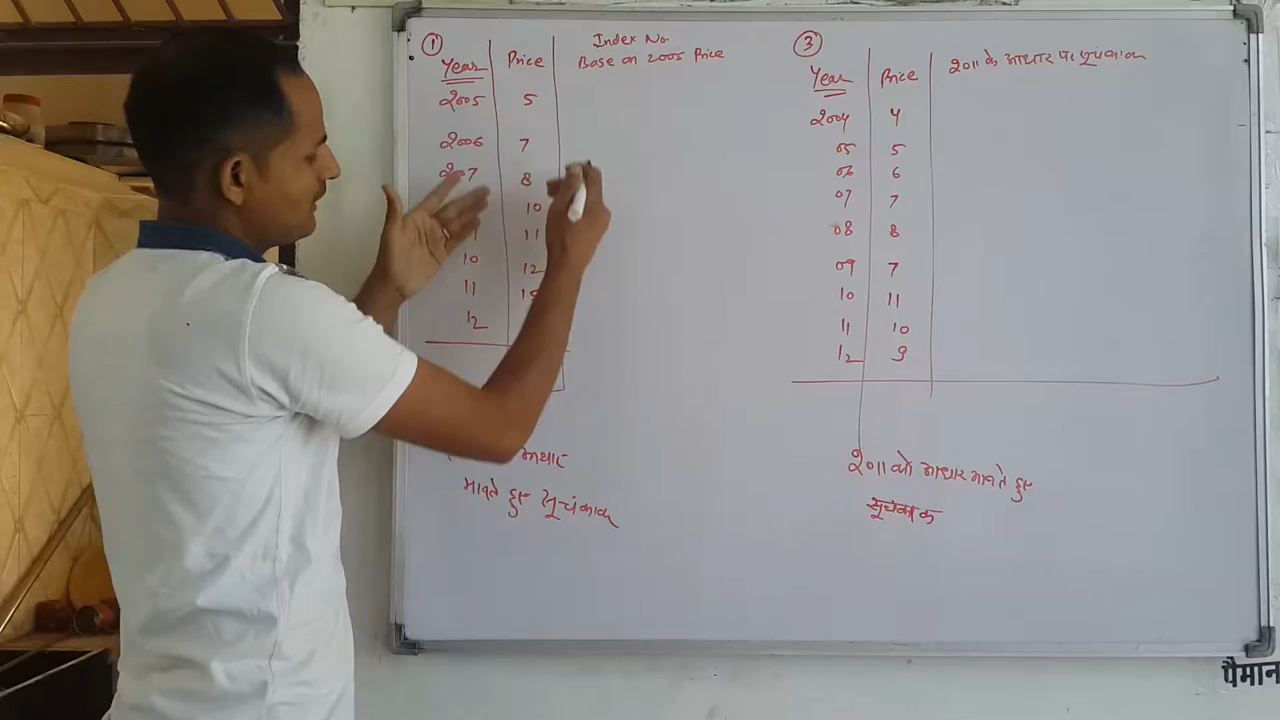 ① Index No.
Year Price Base on 2005 Price
2005 5
2006 7
2007 8
10
11
10 12
11
12
आधार
मानते हुए सूचंकाक
③
Year Price 2011 के आधार पर सूचकांक
2004 4
05 5
06 6
07 7
08 8
09 7
10 11
11 10
12 9
2011 को आधार मानते हुए
सूचकांक
पैमान